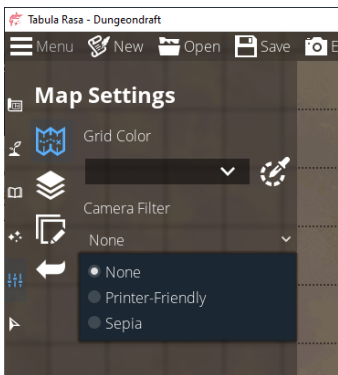 Tabula Rasa - Dungeondraft
Menu New Open Save E
Map Settings
Grid Color
Camera Filter
None
None
Printer-Friendly
Sepia